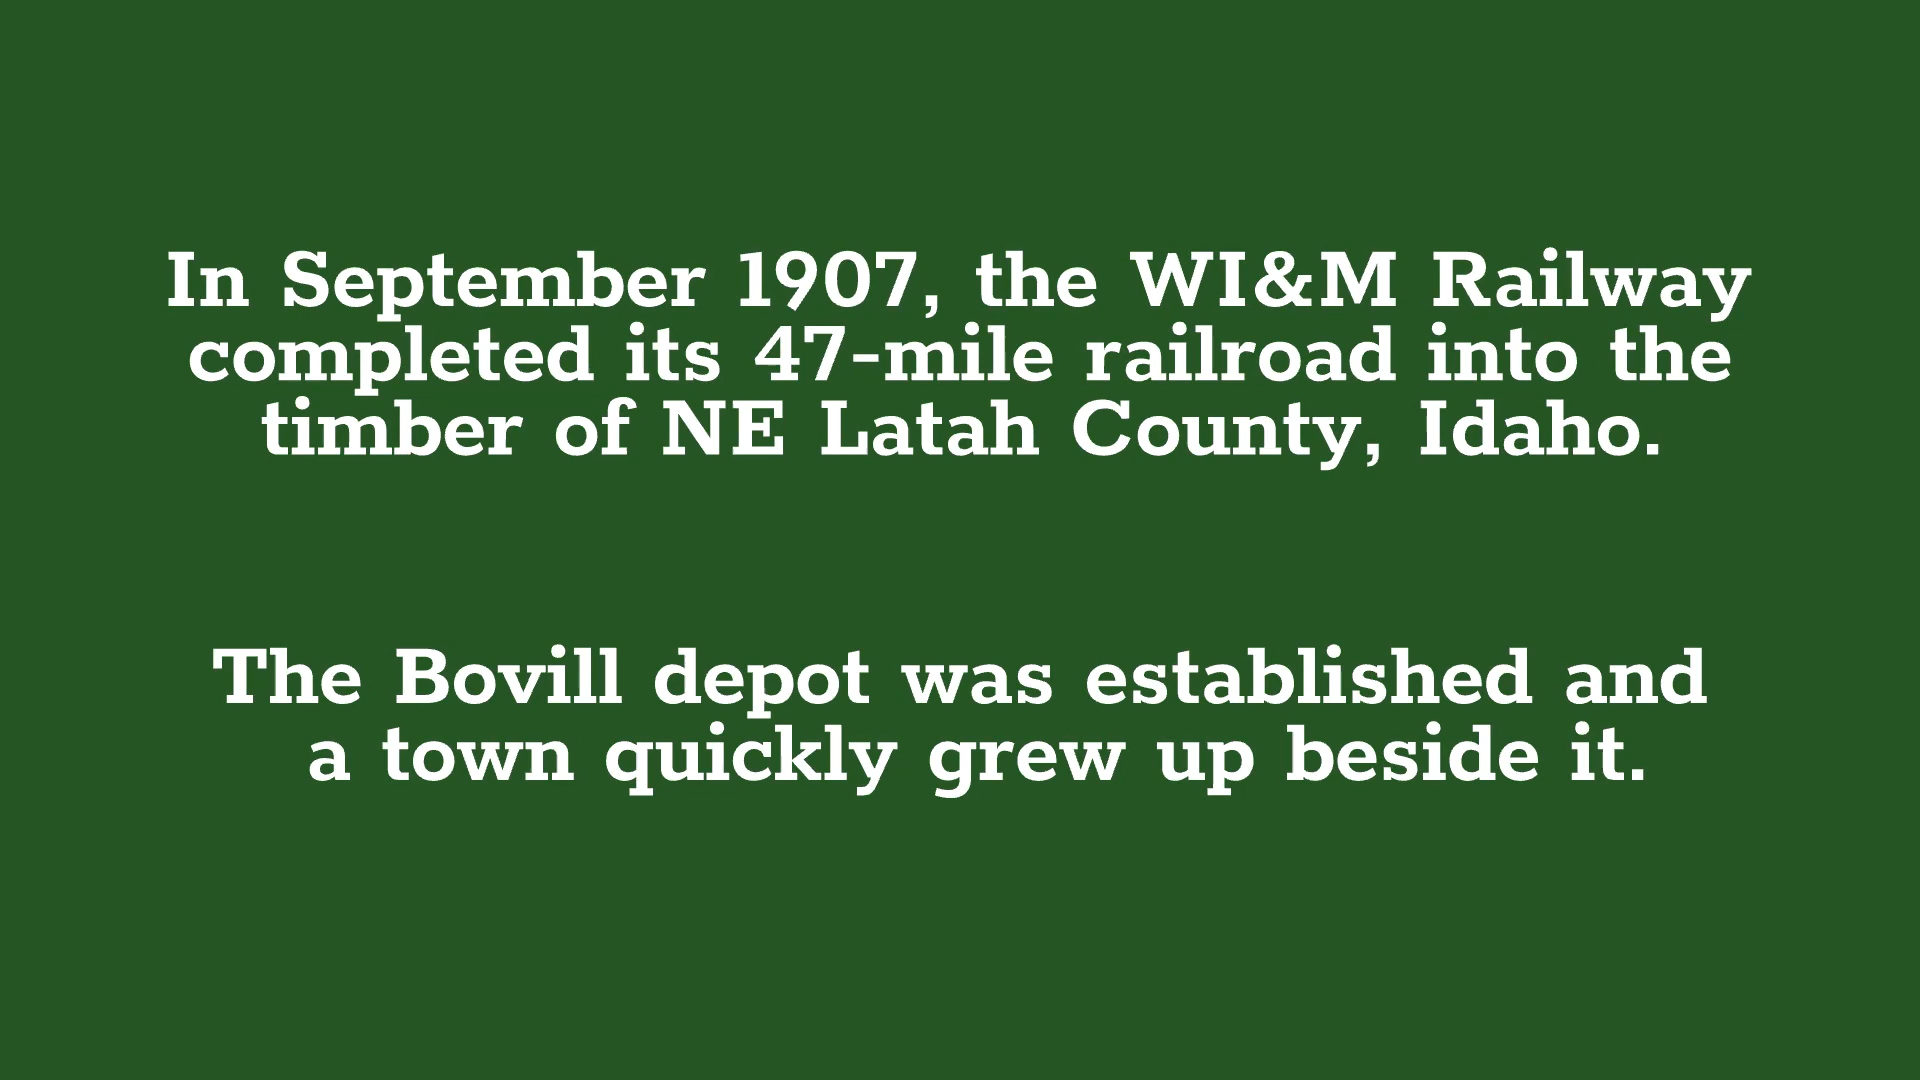 In September 1907, the WI&M Railway
completed its 47-mile railroad into the
timber of NE Latah County, Idaho.
The Bovill depot was established and
a town quickly grew up beside it.